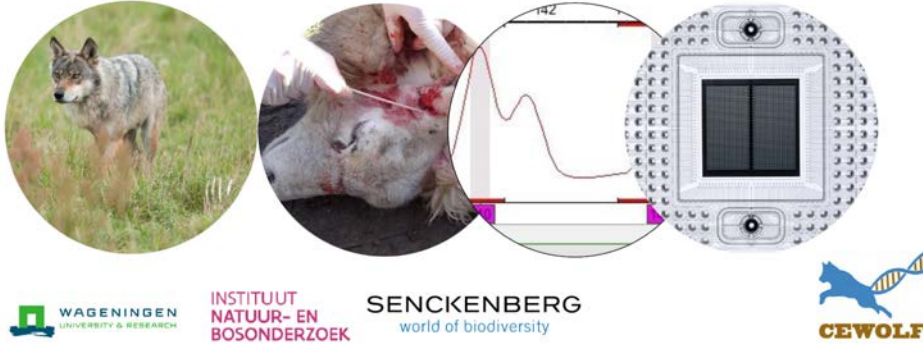 142
WAGENINGEN
UNIVERSITY & RESEARCH
INSTITUUT
NATUUR- EN
BOSONDERZOEK
SENCKENBERG
world of biodiversity
CEWOLF